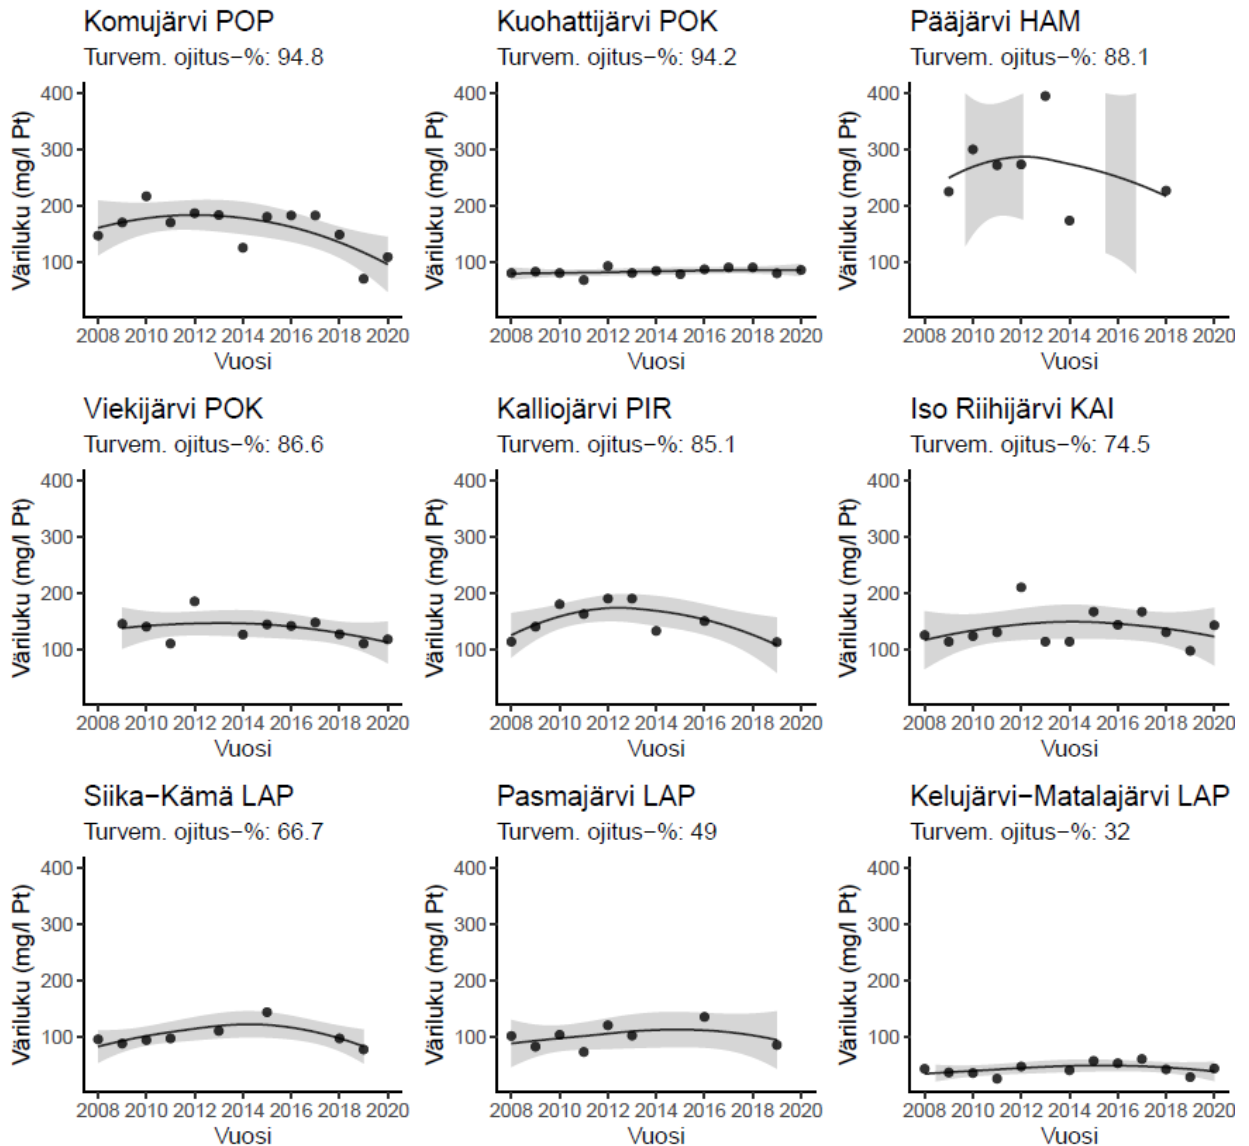 Komujärvi POP
Turvem. ojitus−%: 94.8
Väriluku (mg/l Pt)
400
300
200
100
2008 2010 2012 2014 2016 2018 2020
Vuosi
Kuohattijärvi POK
Turvem. ojitus−%: 94.2
Väriluku (mg/l Pt)
400
300
200
100
2008 2010 2012 2014 2016 2018 2020
Vuosi
Pääjärvi HAM
Turvem. ojitus−%: 88.1
Väriluku (mg/l Pt)
400
300
200
100
2008 2010 2012 2014 2016 2018 2020
Vuosi
Viekijärvi POK
Turvem. ojitus−%: 86.6
Väriluku (mg/l Pt)
400
300
200
100
2008 2010 2012 2014 2016 2018 2020
Vuosi
Kalliojärvi PIR
Turvem. ojitus−%: 85.1
Väriluku (mg/l Pt)
400
300
200
100
2008 2010 2012 2014 2016 2018 2020
Vuosi
Iso Riihijärvi KAI
Turvem. ojitus−%: 74.5
Väriluku (mg/l Pt)
400
300
200
100
2008 2010 2012 2014 2016 2018 2020
Vuosi
Siika−Kämä LAP
Turvem. ojitus−%: 66.7
Väriluku (mg/l Pt)
400
300
200
100
2008 2010 2012 2014 2016 2018 2020
Vuosi
Pasmajärvi LAP
Turvem. ojitus−%: 49
Väriluku (mg/l Pt)
400
300
200
100
2008 2010 2012 2014 2016 2018 2020
Vuosi
Kelujärvi−Matalajärvi LAP
Turvem. ojitus−%: 32
Väriluku (mg/l Pt)
400
300
200
100
2008 2010 2012 2014 2016 2018 2020
Vuosi